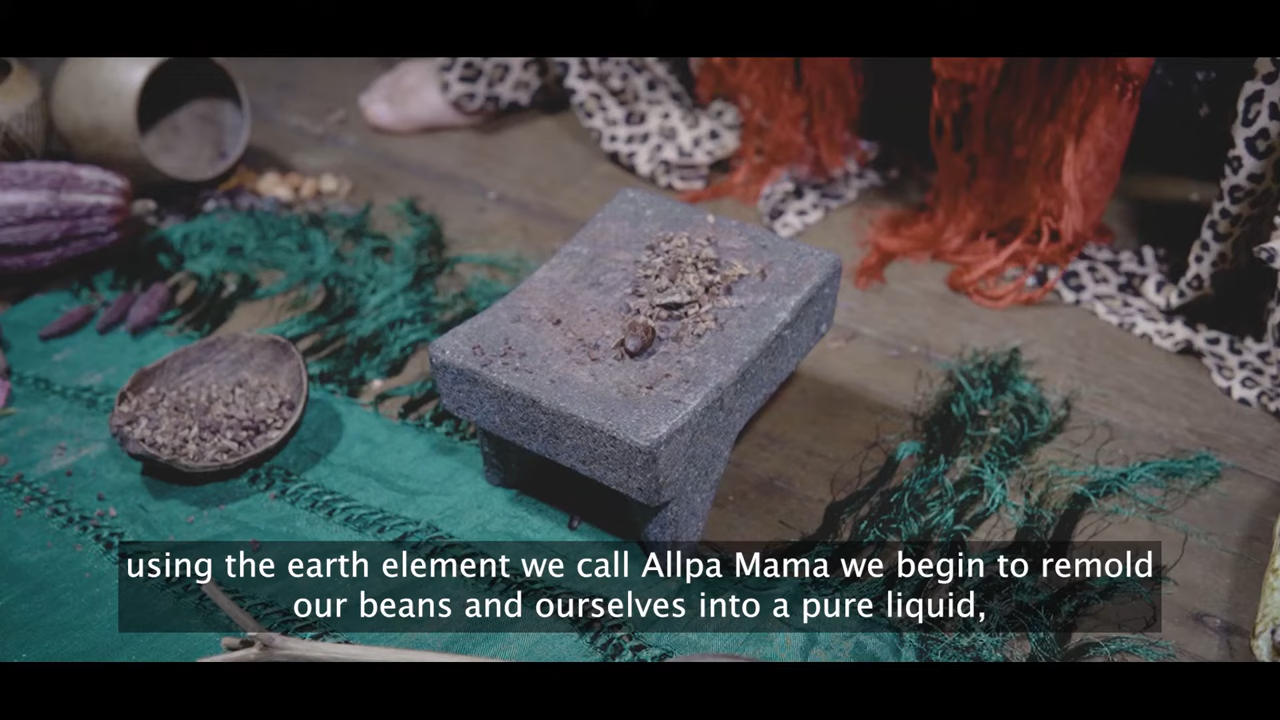 using the earth element we call Allpa Mama we begin to remold
our beans and ourselves into a pure liquid,